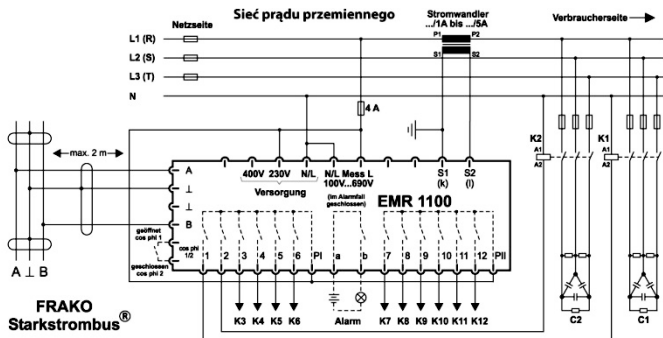 Sieć prądu przemiennego
Netzseite
Stromwandler
.../1A bis .../5A
Verbraucherseite
L1 (R)
P1 P2
L2 (S)
S1 S2
L3 (T)
N
4 A
max. 2 m
K2
A1
A2
K1
A1
A2
A
⊥
⊥
B
400V 230V N/L
Versorgung
N/L Mess L
100V...690V
(im Alarmfall
geschlossen)
S1
(k)
S2
(l)
EMR 1100
geöffnet
cos phi 1
cos phi
1/2
geschlossen
cos phi 2
1 2 3 4 5 6 PI a b 7 8 9 10 11 12 PII
A ⊥ B
K3 K4 K5 K6 Alarm K7 K8 K9 K10 K11 K12
C2 C1
FRAKO
Starkstrombus®